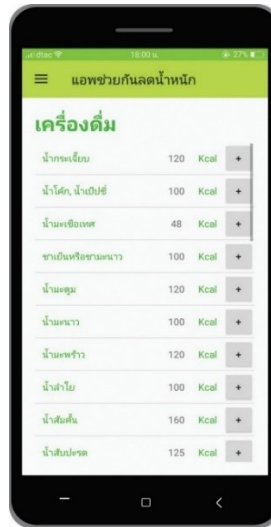 dtac 18:00 น. 27%
แอพช่วยกันลดน้ำหนัก
เครื่องดื่ม
น้ำกระเจี๊ยบ 120 Kcal +
น้ำโค้ก, น้ำเป๊ปซี่ 100 Kcal +
น้ำมะเขือเทศ 48 Kcal +
ชาเย็นหรือชามะนาว 100 Kcal +
น้ำมะตูม 120 Kcal +
น้ำมะนาว 100 Kcal +
น้ำมะพร้าว 120 Kcal +
น้ำลำไย 100 Kcal +
น้ำส้มคั้น 160 Kcal +
น้ำสับปะรด 125 Kcal +